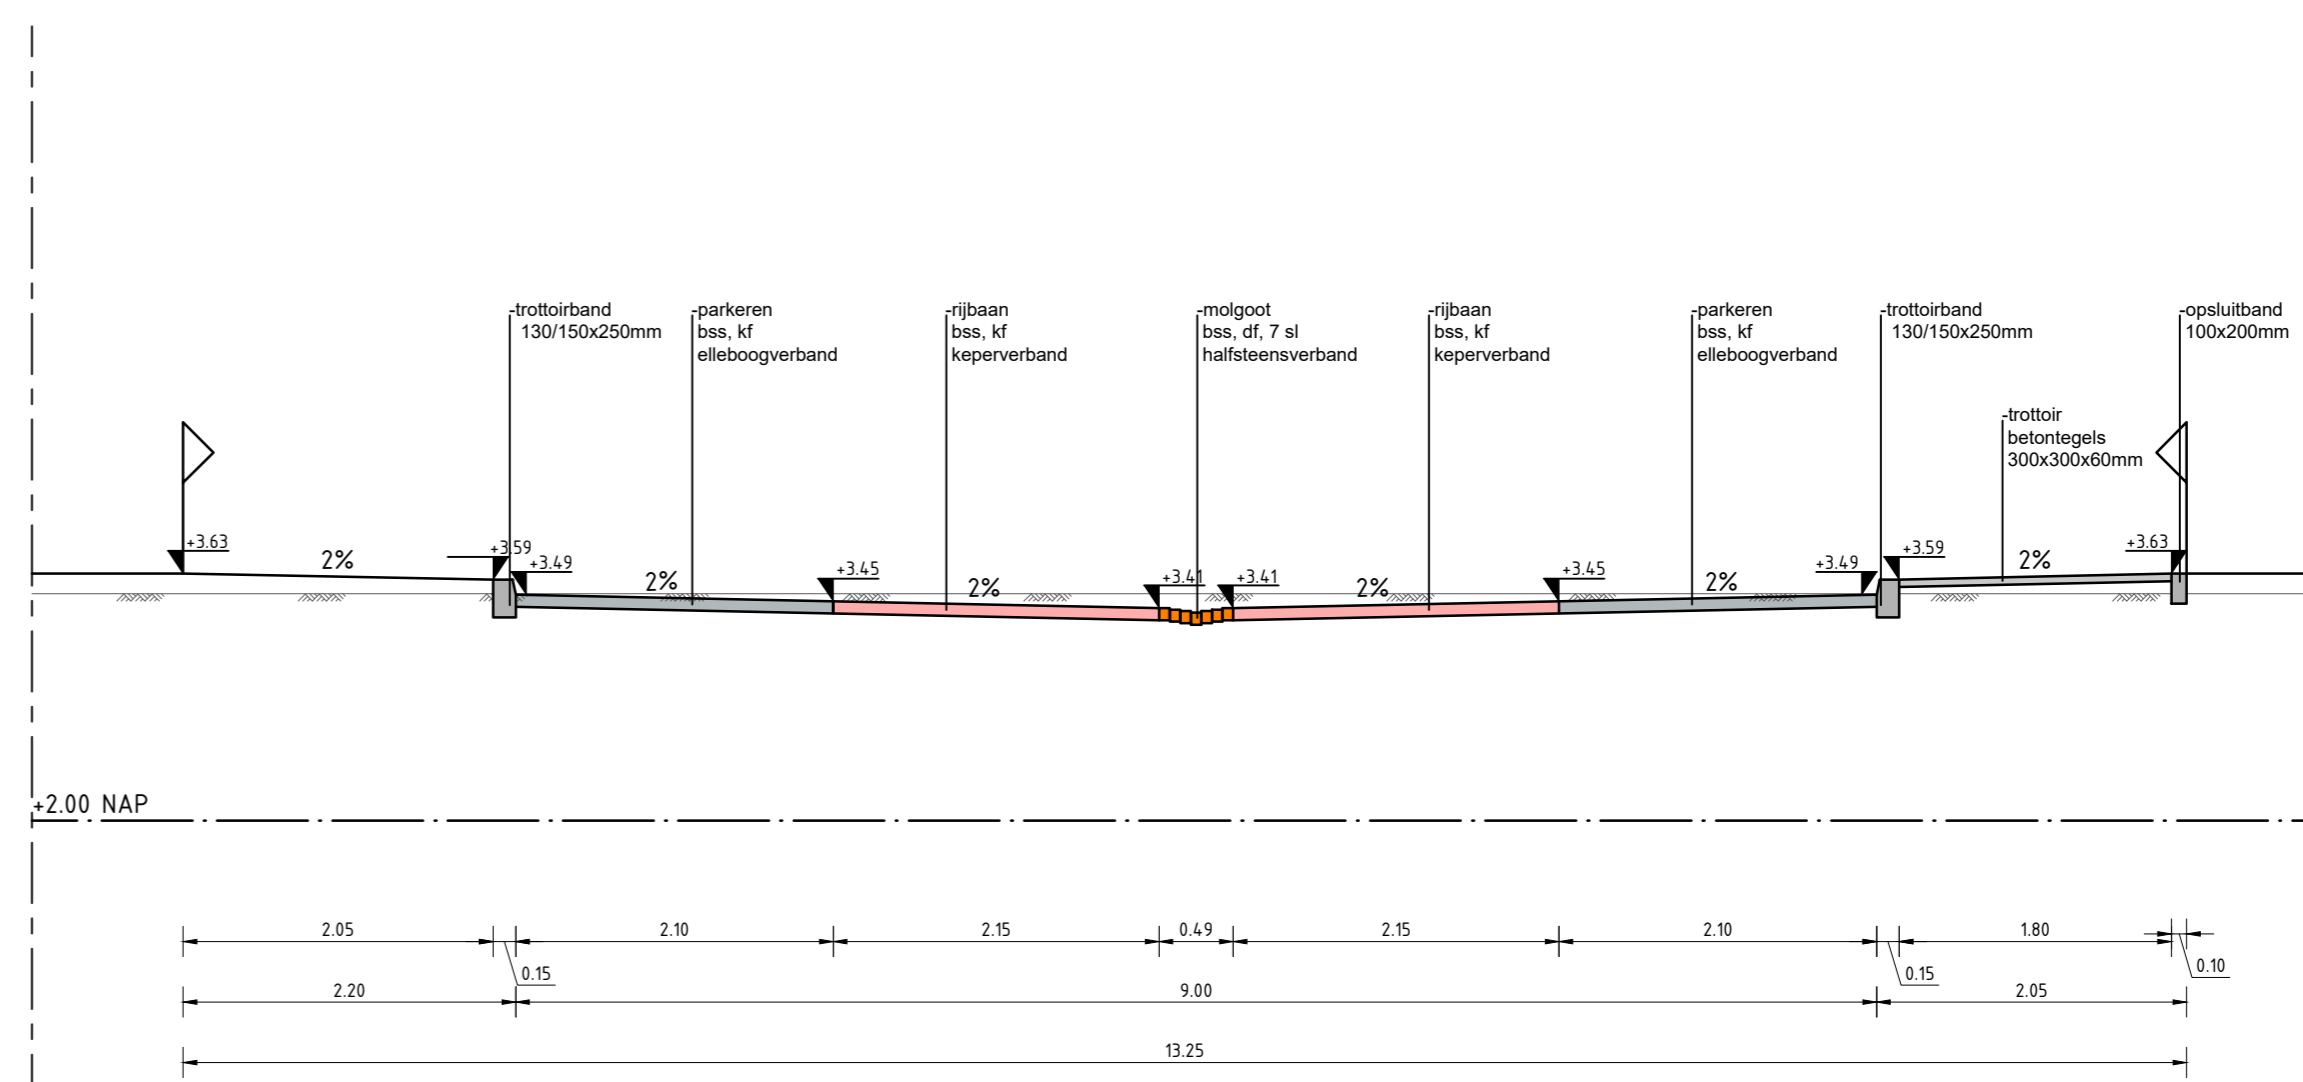 -trottoirband
130/150x250mm
-parkeren
bss, kf
elleboogverband
-rijbaan
bss, kf
keperverband
-molgoot
bss, df, 7 sl
halfsteensverband
-rijbaan
bss, kf
keperverband
-parkeren
bss, kf
elleboogverband
-trottoirband
130/150x250mm
-opsluitband
100x200mm
-trottoir
betontegels
300x300x60mm
+3.63
2%
+3.59
+3.49
2%
+3.45
2%
+3.41
+3.41
2%
+3.45
2%
+3.49
+3.59
2%
+3.63
+2.00 NAP
2.05
2.10
2.15
0.49
2.15
2.10
1.80
0.15
0.15
0.10
2.20
9.00
2.05
13.25